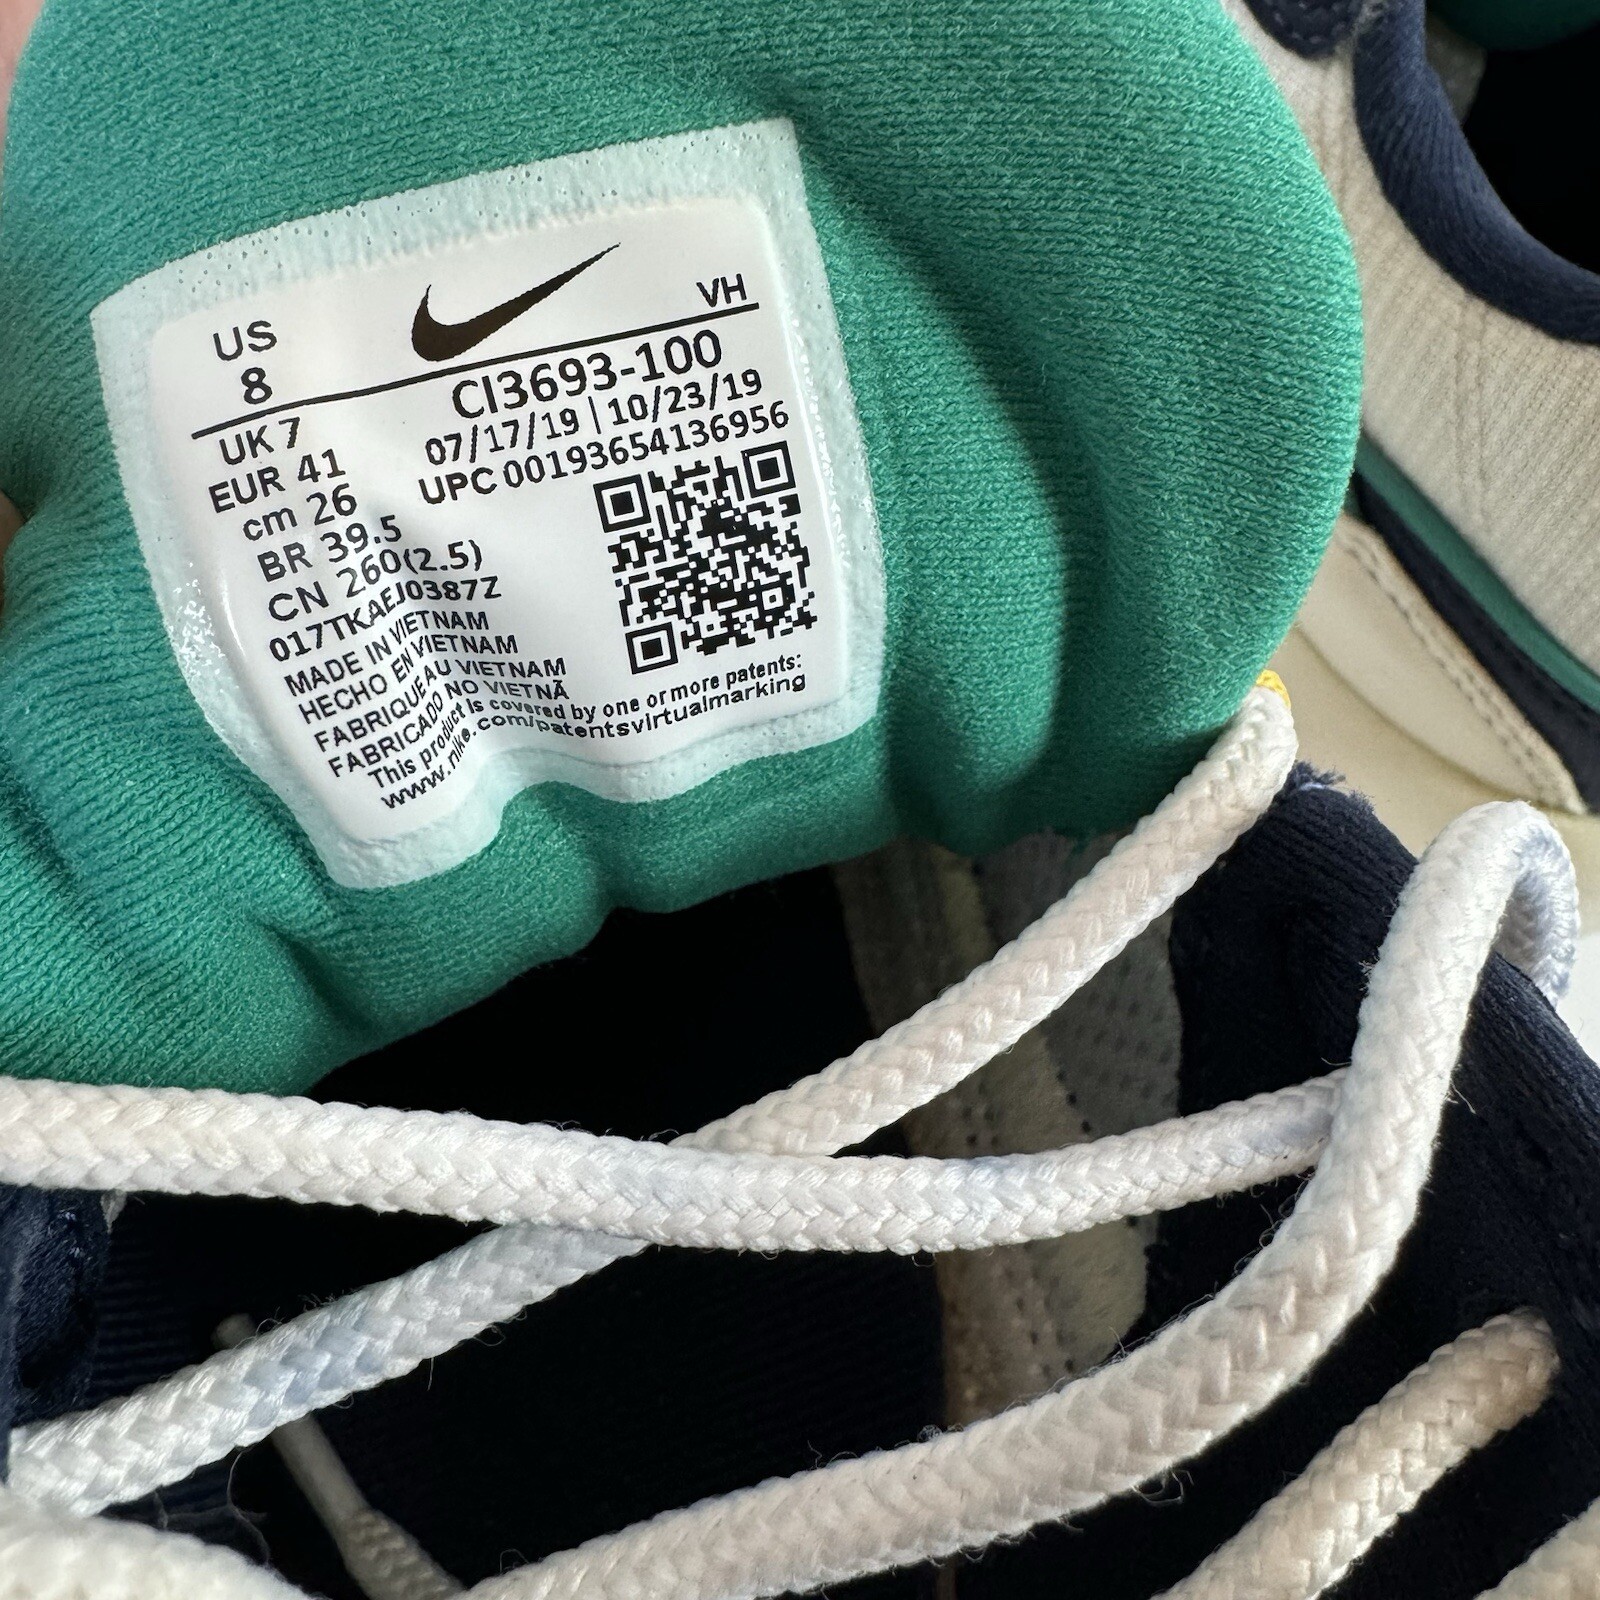 US
8
VH
CI3693-100
07/17/19 | 10/23/19
UPC 00193654136956
UK 7
EUR 41
cm 26
BR 39.5
CN 260(2.5)
017TKAEJ0387Z
MADE IN VIETNAM
HECHO EN VIETNAM
FABRIQUE AU VIETNAM
FABRICADO NO VIETNÃ
This product is covered by one or more patents:
www.nike.com/patentsvirtualmarking